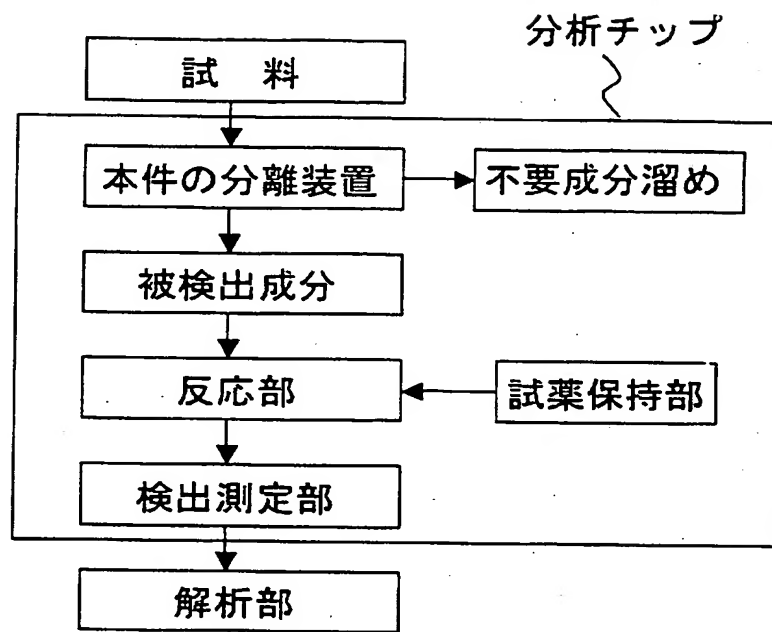 分析チップ
試 料
本件の分離装置
不要成分溜め
被検出成分
反応部
試薬保持部
検出測定部
解析部